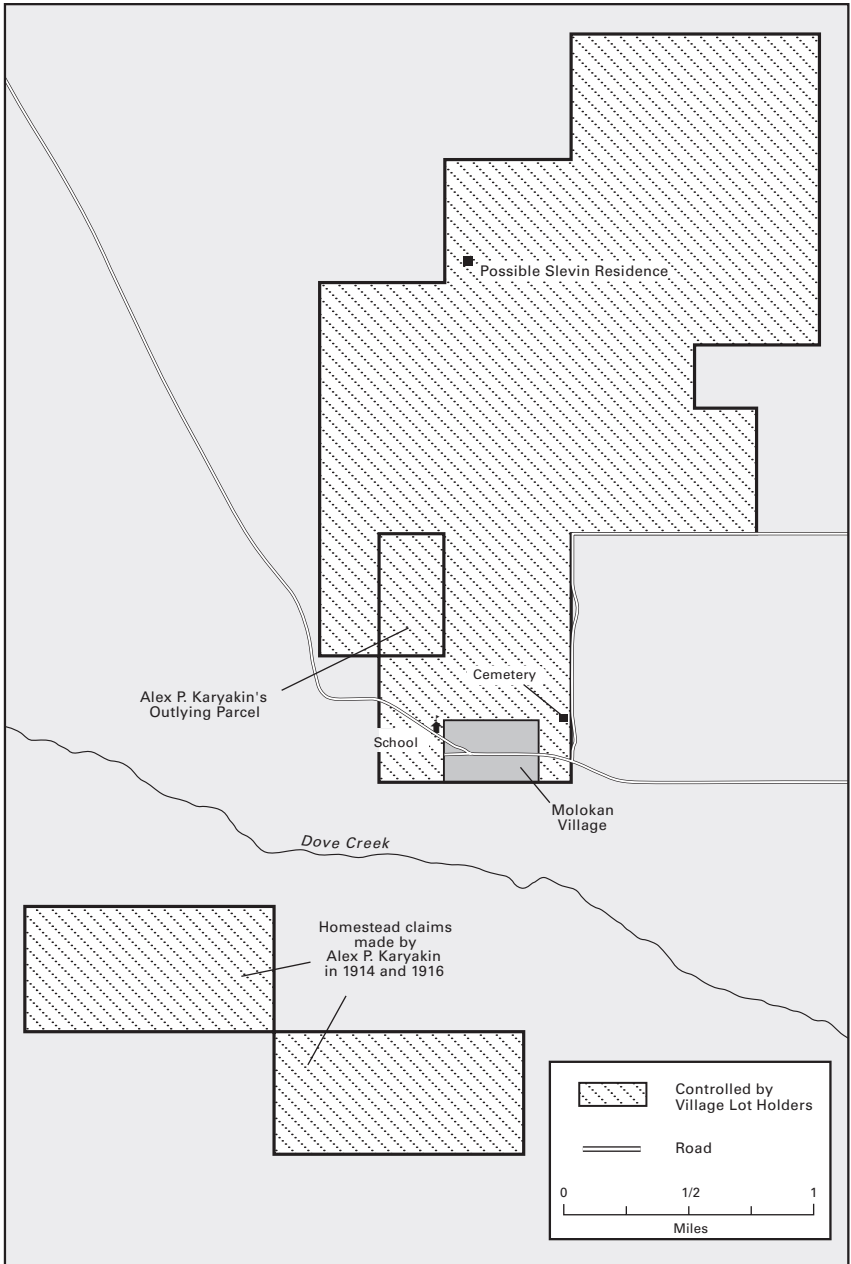 Possible Slevin Residence
Cemetery
Alex P. Karyakin's
Outlying Parcel
School
Molokan
Village
Dove Creek
Homestead claims
made by
Alex P. Karyakin
in 1914 and 1916
Controlled by
Village Lot Holders
Road
0 1/2 1
Miles